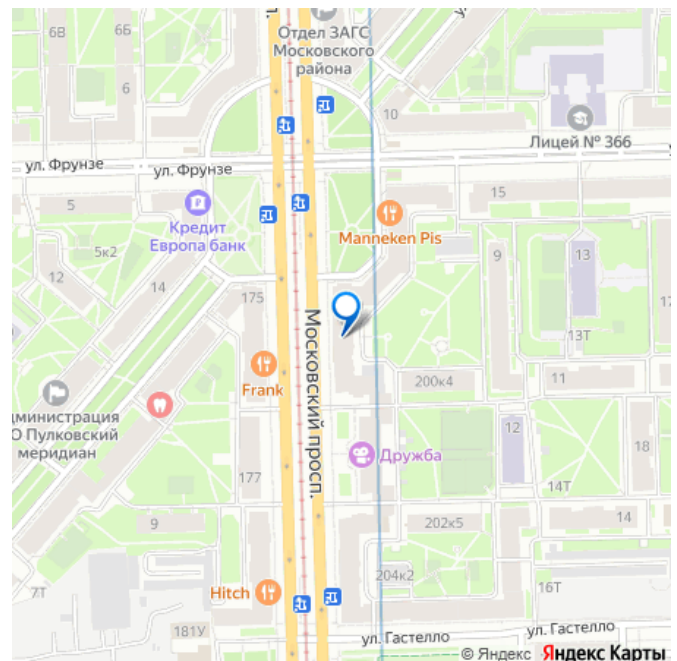 6В
6Б
6
л.
Отдел ЗАГС
Московского
района
10
Лицей № 366
ул. Фрунзе
ул. Фрунзе
15
5
Кредит
Европа банк
5к2
Manneken Pis
9
13
12
14
175
17
Московский просп.
13Т
Frank
200к4
11
дминистрация
О Пулковский
меридиан
12
18
Дружба
177
14Т
9
202к5
14
204к2
7Т
Hitch
16Т
181У
ул. Гастелло
ул. Гастелло
© Яндекс Яндекс Карты